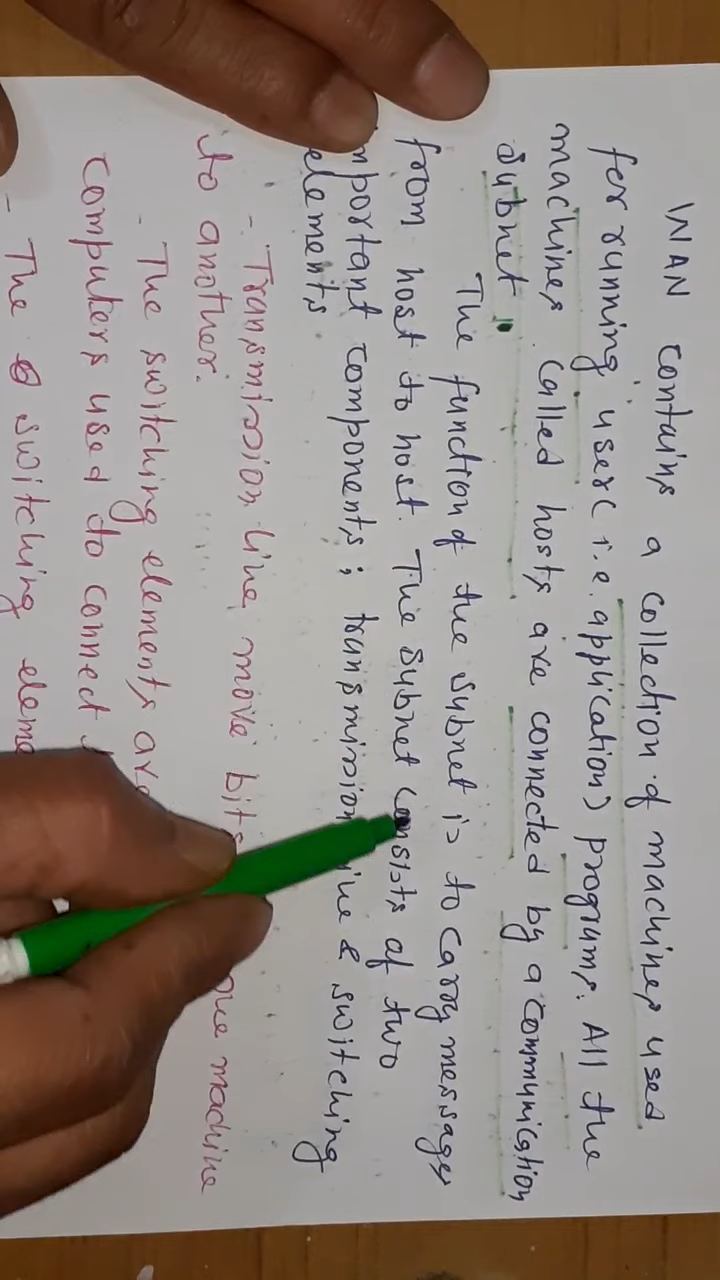 WAN contains a collection of machines used
for running user (i.e. application) programs. All the
machines called hosts are connected by a communication
subnet.
The function of the subnet is to carry messages
from host to host. The subnet consists of two
important components; transmission line & switching
elements.
- Transmission line move bits one machine
to another.
- The switching elements are
computers used to connect
- The switching eleme